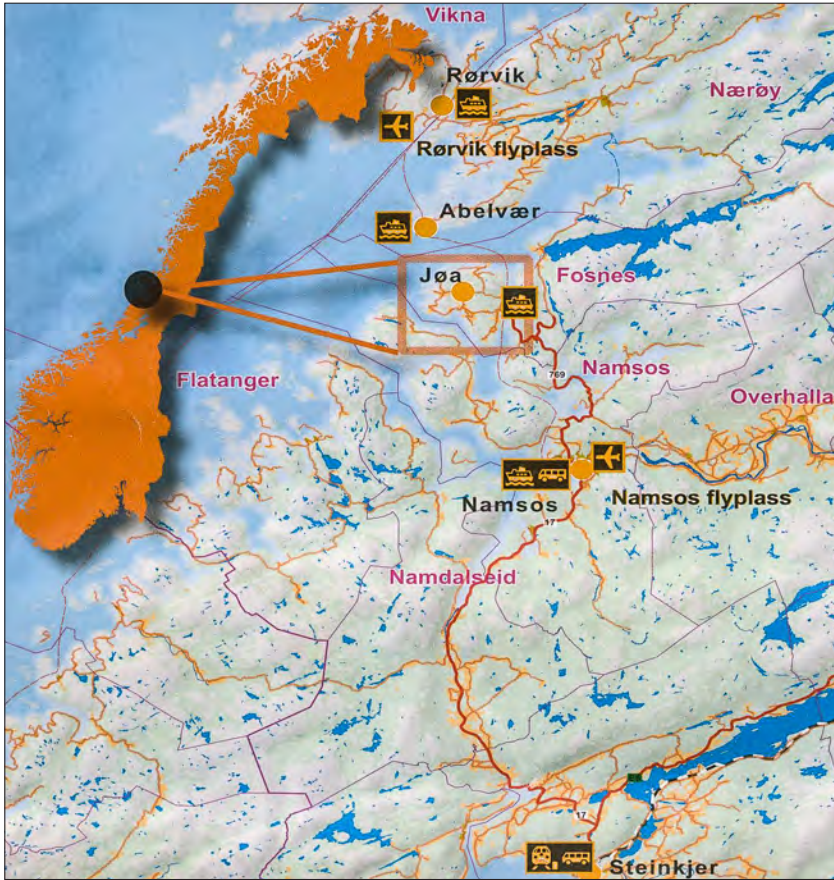 Vikna
Rørvik
Nærøy
Rørvik flyplass
Abelvær
Jøa
Fosnes
769
Namsos
Flatanger
Overhalla
Namsos
Namsos flyplass
17
Namdalseid
17
Steinkjer